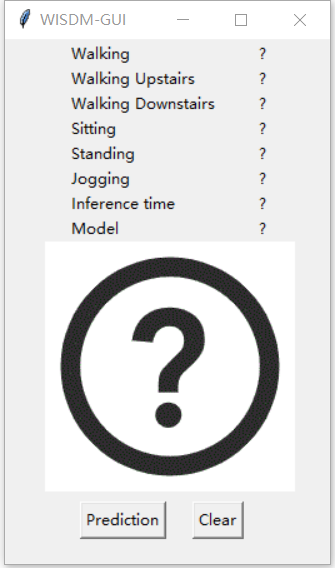 WISDM-GUI
Walking ?
Walking Upstairs ?
Walking Downstairs ?
Sitting ?
Standing ?
Jogging ?
Inference time ?
Model ?
?
Prediction Clear